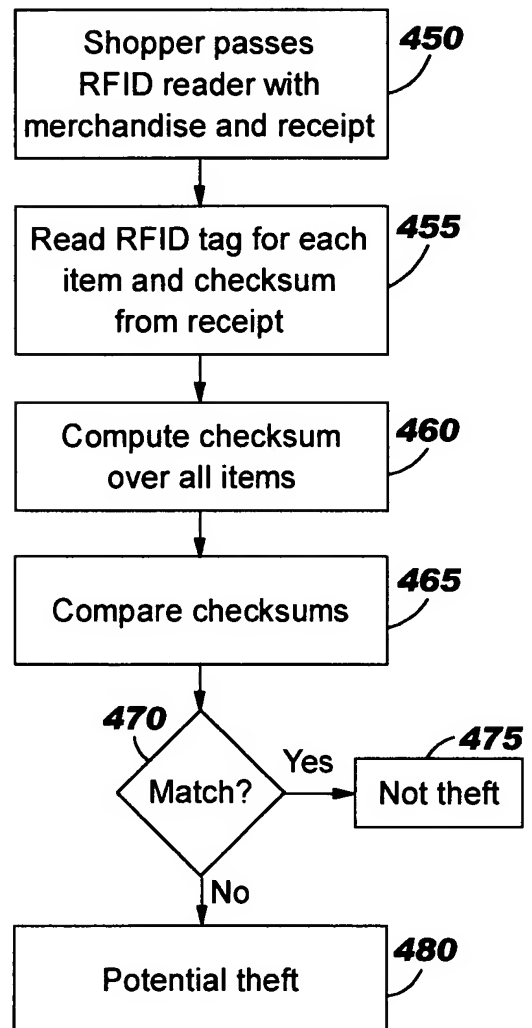 Shopper passes
RFID reader with
merchandise and receipt
450
Read RFID tag for each
item and checksum
from receipt
455
Compute checksum
over all items
460
Compare checksums
465
470
Match?
Yes
475
Not theft
No
Potential theft
480